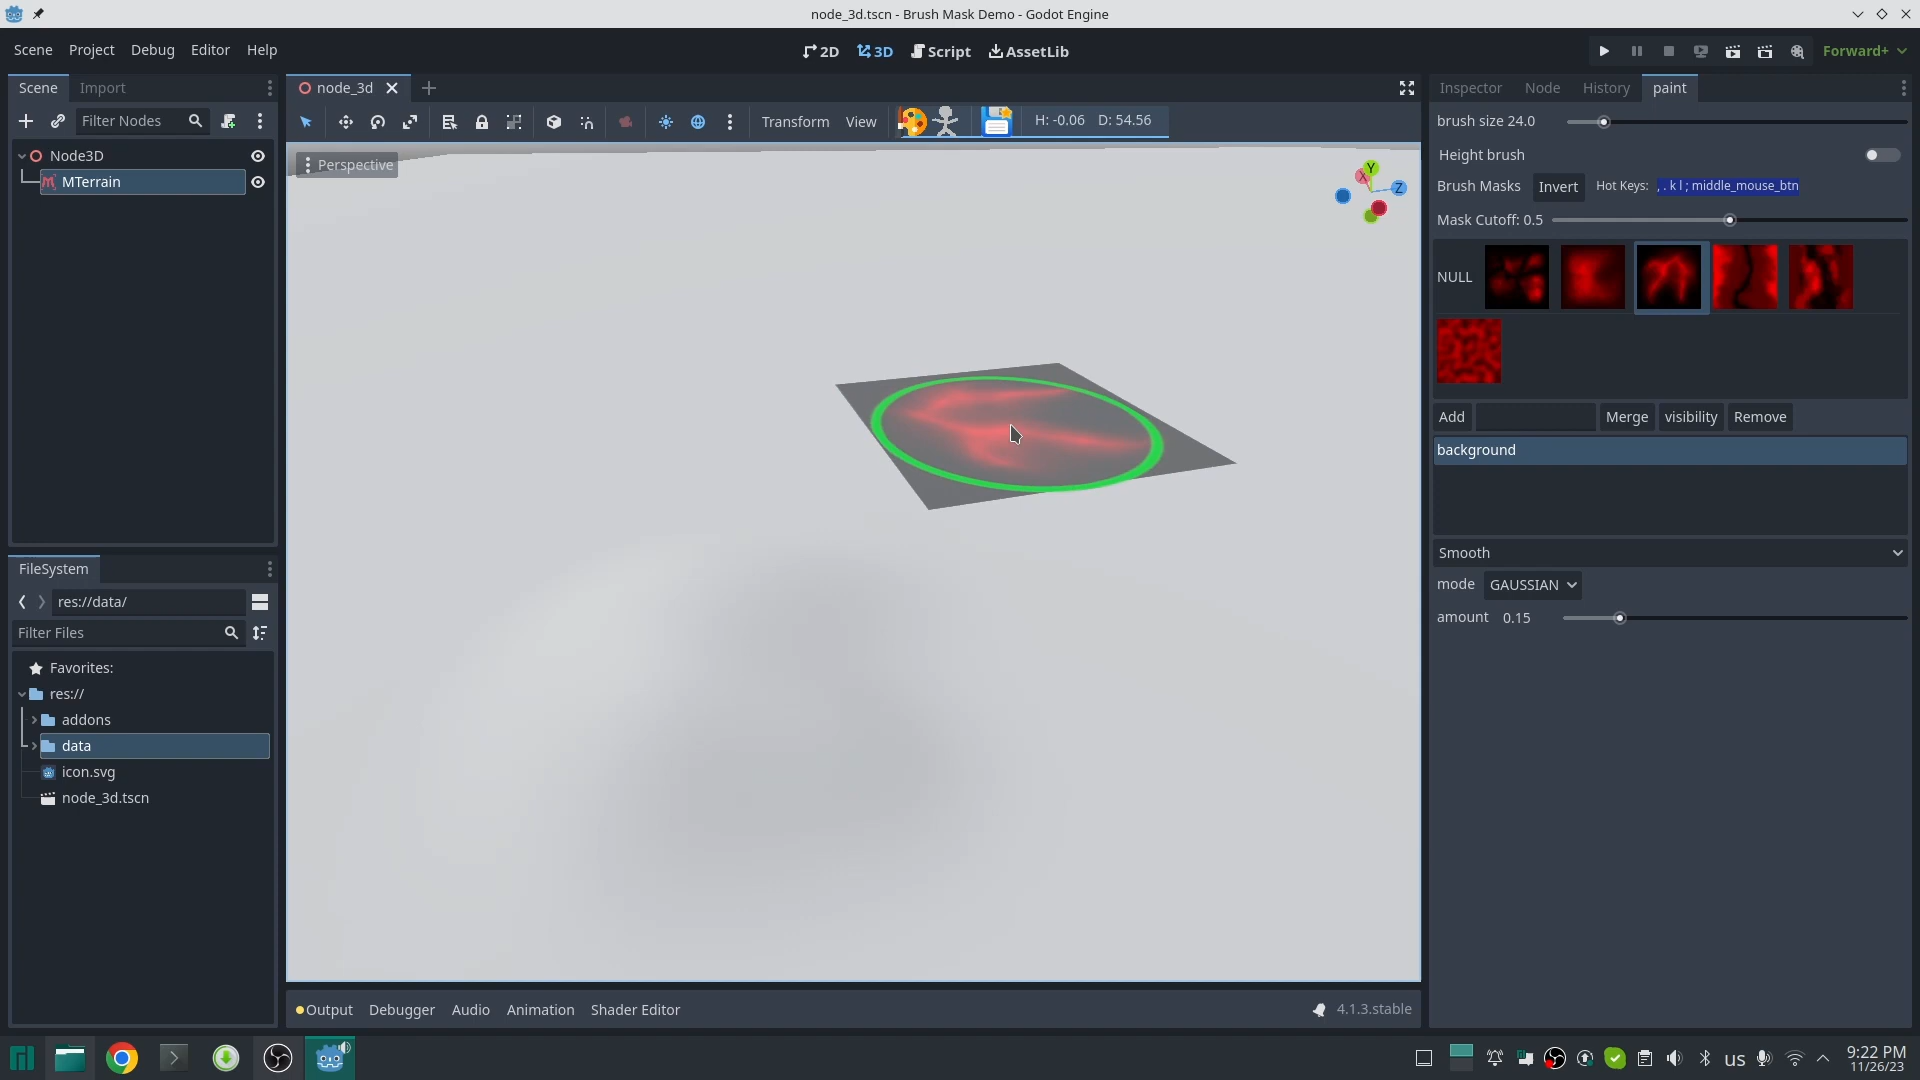 node_3d.tscn - Brush Mask Demo - Godot Engine
Scene Project Debug Editor Help
2D 3D Script AssetLib
Forward+
Scene Import
node_3d
Inspector Node History paint
Filter Nodes
Transform View
H: -0.06 D: 54.56
brush size 24.0
Node3D
MTerrain
Perspective
Y
X
Z
Height brush
Brush Masks Invert Hot Keys: , . k l ; middle_mouse_btn
Mask Cutoff: 0.5
NULL
Add Merge visibility Remove
background
Smooth
mode GAUSSIAN
amount 0.15
FileSystem
res://data/
Filter Files
Favorites:
res://
addons
data
icon.svg
node_3d.tscn
Output Debugger Audio Animation Shader Editor
4.1.3.stable
us
9:22 PM
11/26/23